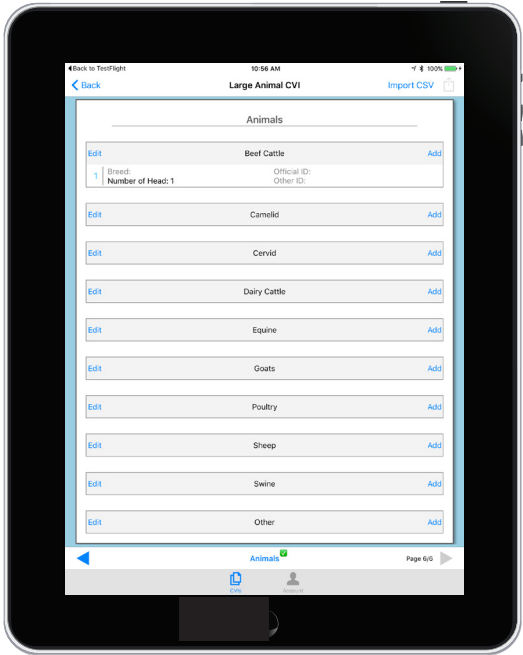 Back to TestFlight 10:56 AM 100%
Back Large Animal CVI Import CSV
Animals
Edit Beef Cattle Add
1 Breed: Official ID:
Number of Head: 1 Other ID:
Edit Camelid Add
Edit Cervid Add
Edit Dairy Cattle Add
Edit Equine Add
Edit Goats Add
Edit Poultry Add
Edit Sheep Add
Edit Swine Add
Edit Other Add
Animals Page 6/6
CVIs Account